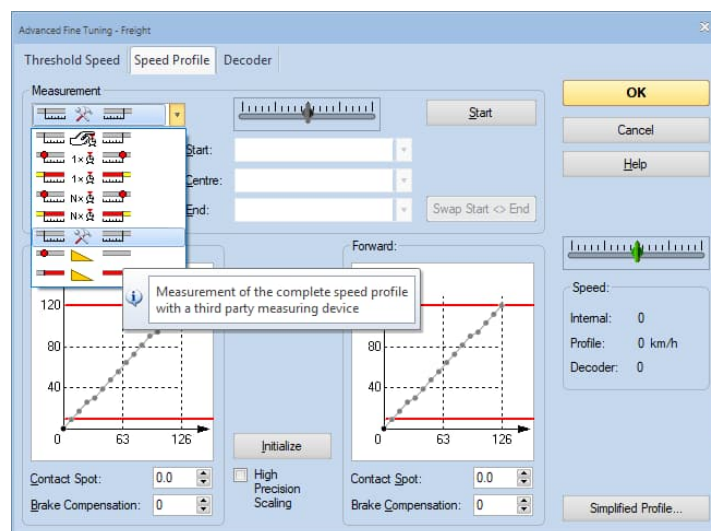 Advanced Fine Tuning - Freight
Threshold Speed Speed Profile Decoder
Measurement
Start
OK
Cancel
Help
1×
1×
N×
N×
Start:
Centre:
End:
Swap Start <> End
Forward:
Measurement of the complete speed profile
with a third party measuring device
120
80
40
0 63 126
80
40
0 63 126
Initialize
High
Precision
Scaling
Contact Spot: 0.0
Brake Compensation: 0
Contact Spot: 0.0
Brake Compensation: 0
Speed:
Internal: 0
Profile: 0 km/h
Decoder: 0
Simplified Profile...